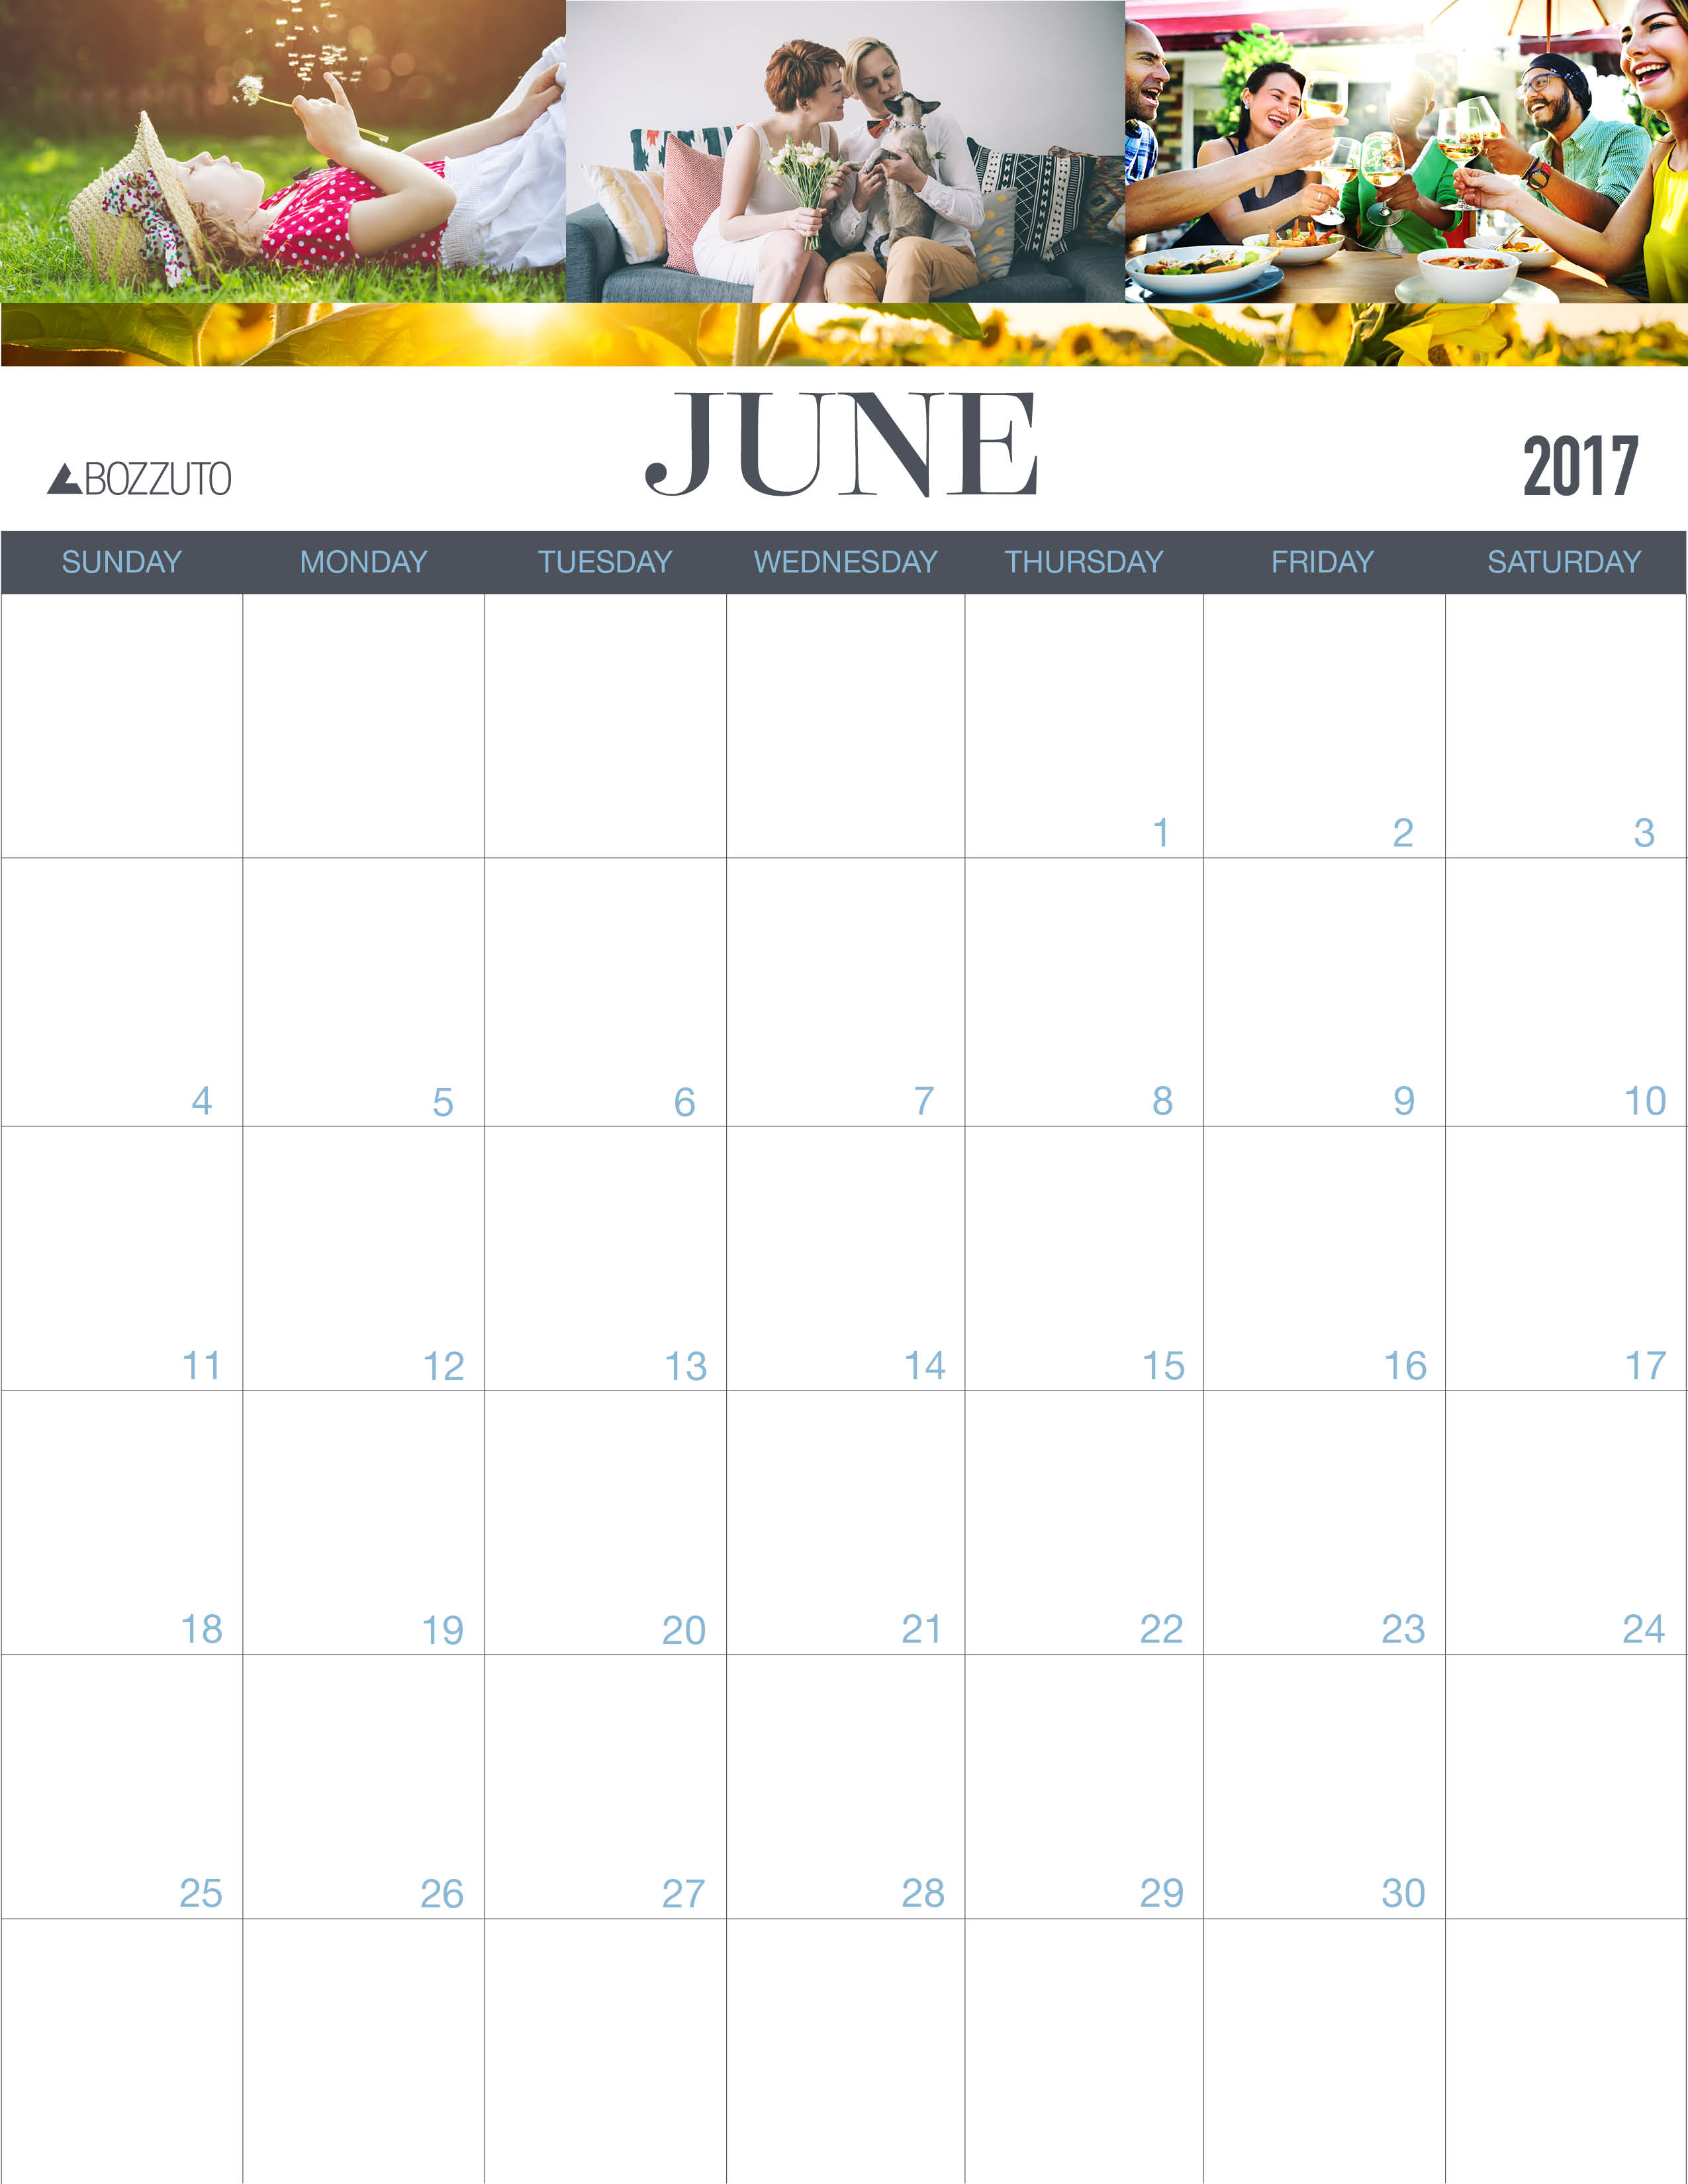 JUNE
BOZZUTO 2017
SUNDAY MONDAY TUESDAY WEDNESDAY THURSDAY FRIDAY SATURDAY
1 2 3
4 5 6 7 8 9 10
11 12 13 14 15 16 17
18 19 20 21 22 23 24
25 26 27 28 29 30